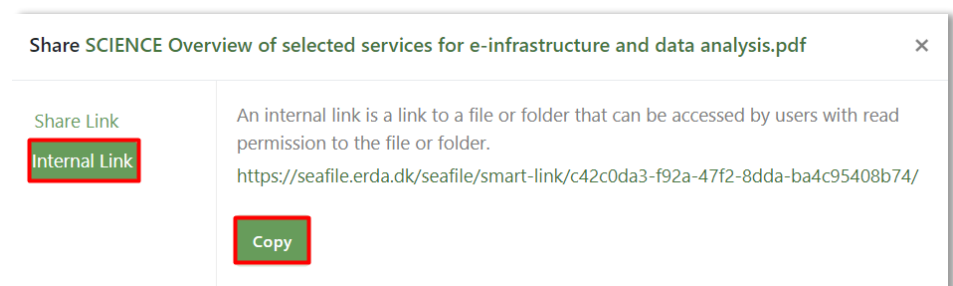 Share SCIENCE Overview of selected services for e-infrastructure and data analysis.pdf ×
Share Link
Internal Link
An internal link is a link to a file or folder that can be accessed by users with read
permission to the file or folder.
https://seafile.erda.dk/seafile/smart-link/c42c0da3-f92a-47f2-8dda-ba4c95408b74/
Copy